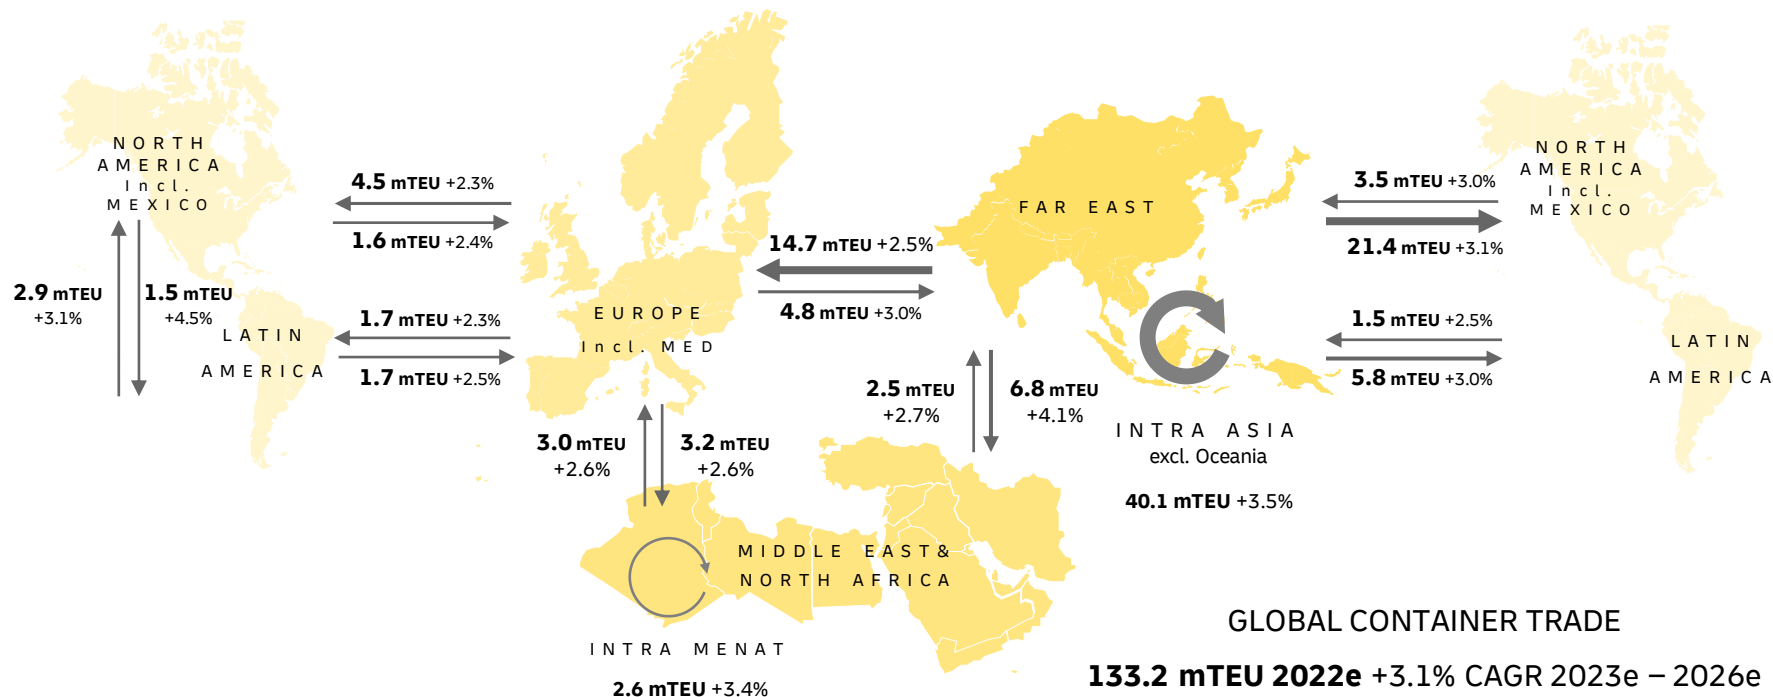 NORTH
AMERICA
Incl.
MEXICO
4.5 mTEU +2.3%
1.6 mTEU +2.4%
2.9 mTEU
+3.1%
1.5 mTEU
+4.5%
LATIN
AMERICA
1.7 mTEU +2.3%
1.7 mTEU +2.5%
EUROPE
Incl. MED
14.7 mTEU +2.5%
4.8 mTEU +3.0%
FAR EAST
3.5 mTEU +3.0%
21.4 mTEU +3.1%
NORTH
AMERICA
Incl.
MEXICO
1.5 mTEU +2.5%
5.8 mTEU +3.0%
LATIN
AMERICA
3.0 mTEU
+2.6%
3.2 mTEU
+2.6%
2.5 mTEU
+2.7%
6.8 mTEU
+4.1%
INTRA ASIA
excl. Oceania
40.1 mTEU +3.5%
MIDDLE EAST&
NORTH AFRICA
INTRA MENAT
2.6 mTEU +3.4%
GLOBAL CONTAINER TRADE
133.2 mTEU 2022e +3.1% CAGR 2023e – 2026e